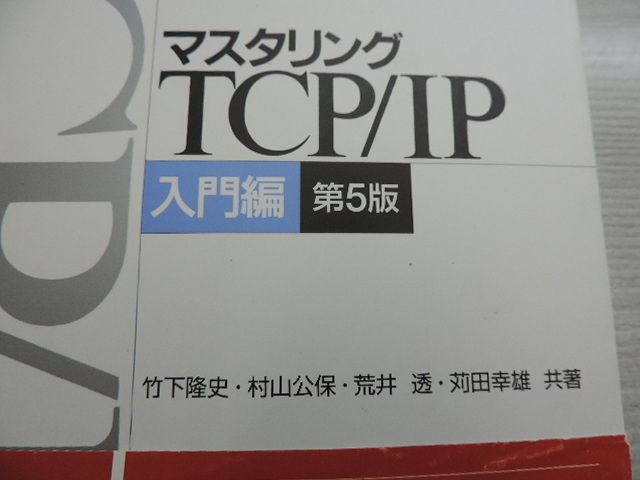 マスタリング
TCP/IP
入門編 第5版
竹下隆史・村山公保・荒井 透・苅田幸雄 共著